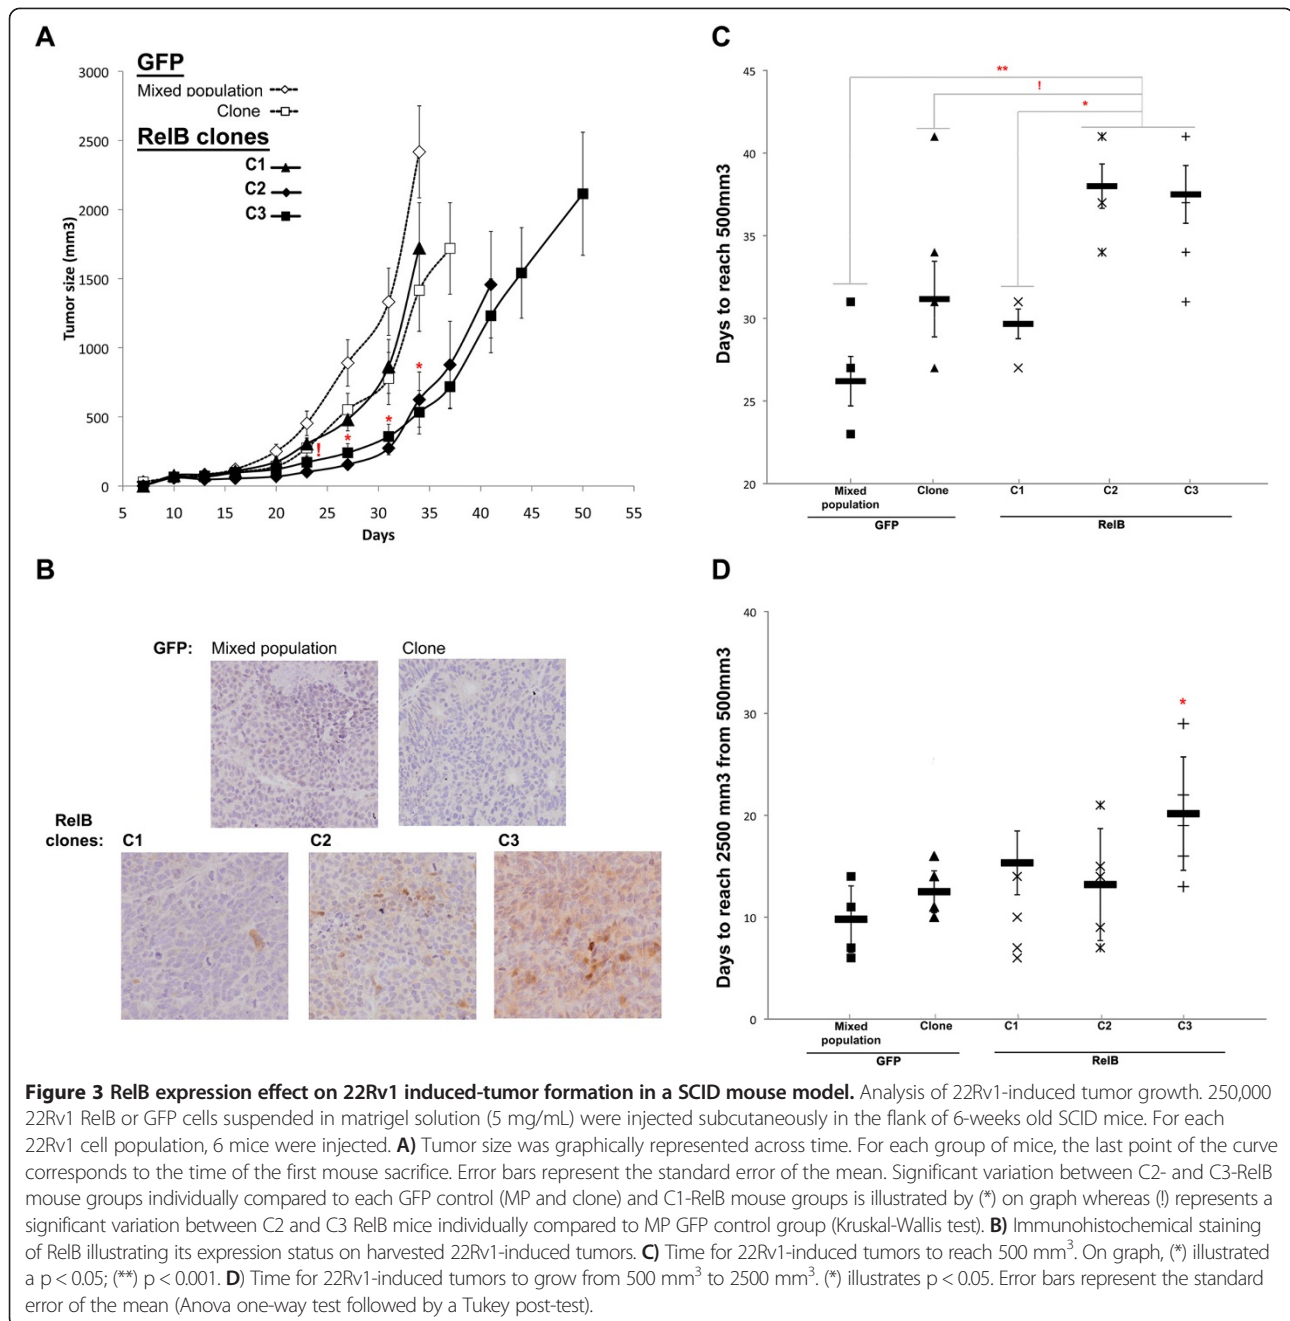 A
GFP
Mixed population
Clone
RelB clones
C1
C2
C3
Tumor size (mm3)
3000
2500
2000
1500
1000
500
0
*
*
*
!
5 10 15 20 25 30 35 40 45 50 55
Days
B
GFP: Mixed population Clone
RelB
clones: C1 C2 C3
C
Days to reach 500mm3
45
40
35
30
25
20
**
!
*
Mixed
population
Clone
C1
C2
C3
GFP
RelB
D
Days to reach 2500 mm3 from 500mm3
40
30
20
10
0
*
Mixed
population
Clone
C1
C2
C3
GFP
RelB
Figure 3 RelB expression effect on 22Rv1 induced-tumor formation in a SCID mouse model. Analysis of 22Rv1-induced tumor growth. 250,000
22Rv1 RelB or GFP cells suspended in matrigel solution (5 mg/mL) were injected subcutaneously in the flank of 6-weeks old SCID mice. For each
22Rv1 cell population, 6 mice were injected. A) Tumor size was graphically represented across time. For each group of mice, the last point of the curve
corresponds to the time of the first mouse sacrifice. Error bars represent the standard error of the mean. Significant variation between C2- and C3-RelB
mouse groups individually compared to each GFP control (MP and clone) and C1-RelB mouse groups is illustrated by (*) on graph whereas (!) represents a
significant variation between C2 and C3 RelB mice individually compared to MP GFP control group (Kruskal-Wallis test). B) Immunohistochemical staining
of RelB illustrating its expression status on harvested 22Rv1-induced tumors. C) Time for 22Rv1-induced tumors to reach 500 mm³. On graph, (*) illustrated
a p < 0.05; (**) p < 0.001. D) Time for 22Rv1-induced tumors to grow from 500 mm³ to 2500 mm³. (*) illustrates p < 0.05. Error bars represent the standard
error of the mean (Anova one-way test followed by a Tukey post-test).